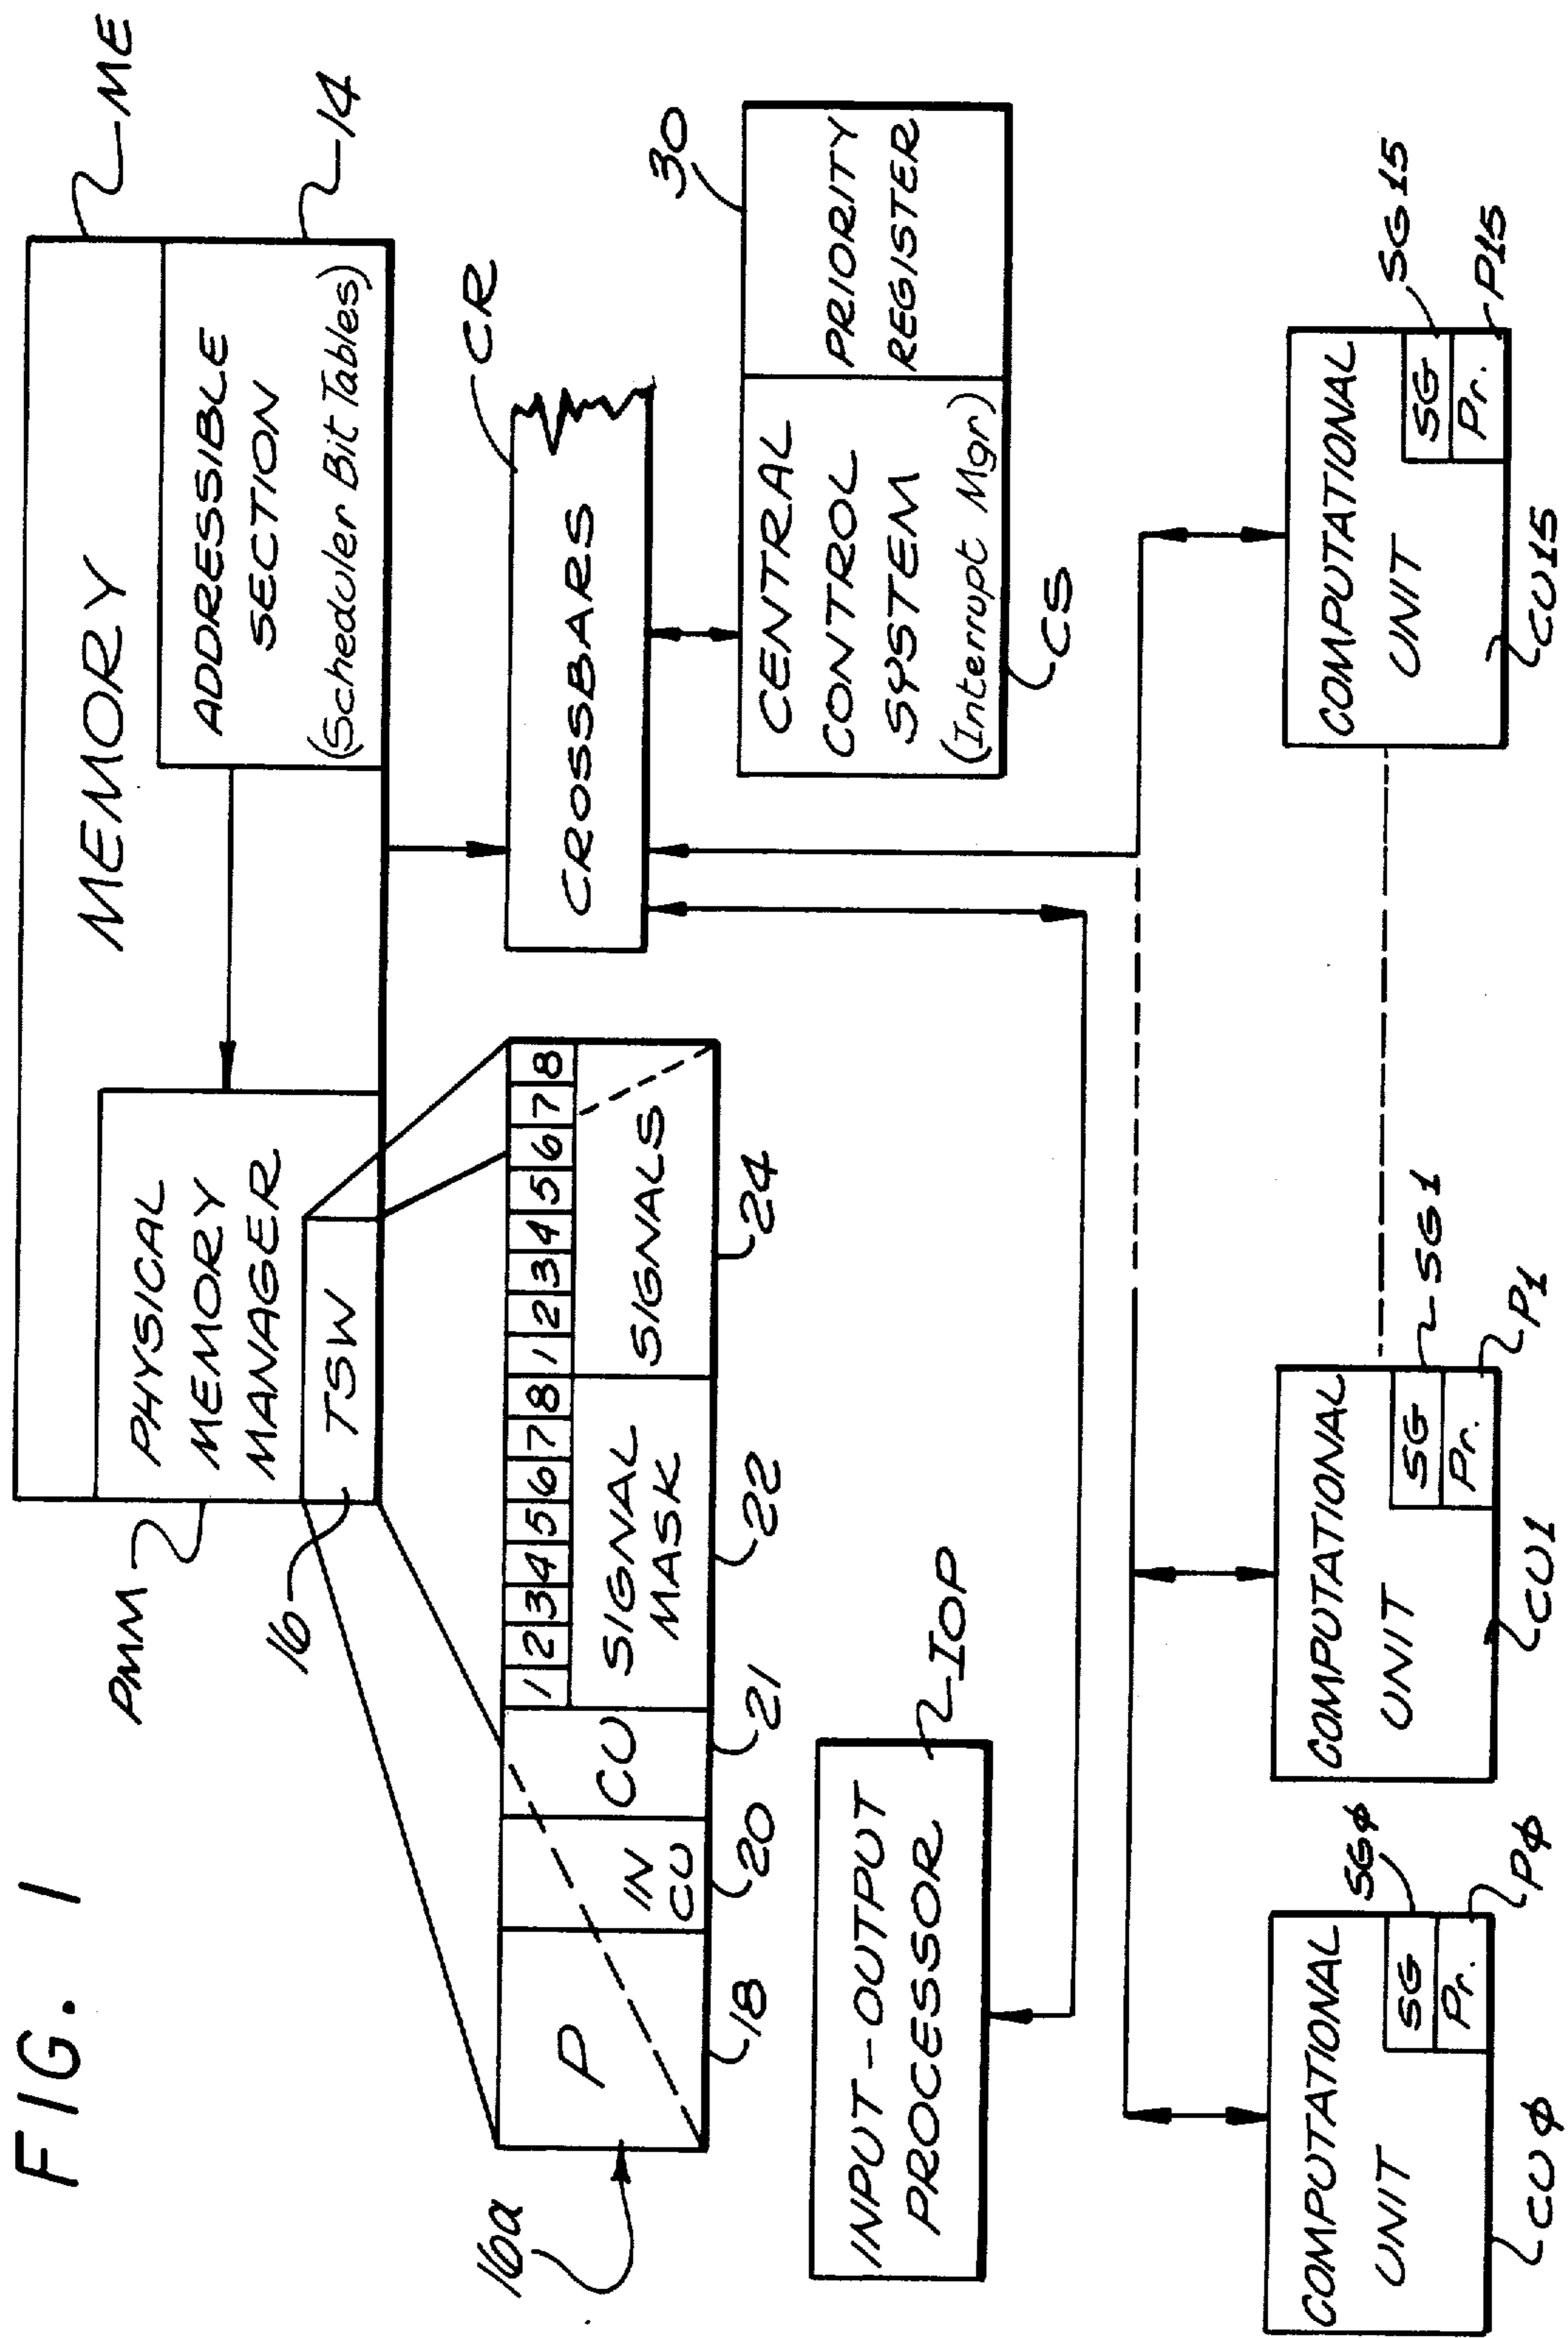 FIG. 1
MEMORY
ME
PHYSICAL
MEMORY
MANAGER
TSW
PMM
16
ADDRESSIBLE
SECTION
(Scheduler Bit Tables)
14
16a
P
IN
CU
CU
1 2 3 4 5 6 7 8
SIGNAL
MASK
1 2 3 4 5 6 7 8
SIGNALS
18
20
21
22
24
CROSSBARS
CR
INPUT-OUTPUT
PROCESSOR
IOP
CENTRAL
CONTROL
SYSTEM
(Interrupt Mgr)
CS
PRIORITY
REGISTER
30
COMPUTATIONAL
UNIT
SG
Pr.
SGφ
Pφ
CUφ
COMPUTATIONAL
UNIT
SG
Pr.
SG1
P1
CU1
COMPUTATIONAL
UNIT
SG
Pr.
SG15
P15
CU15